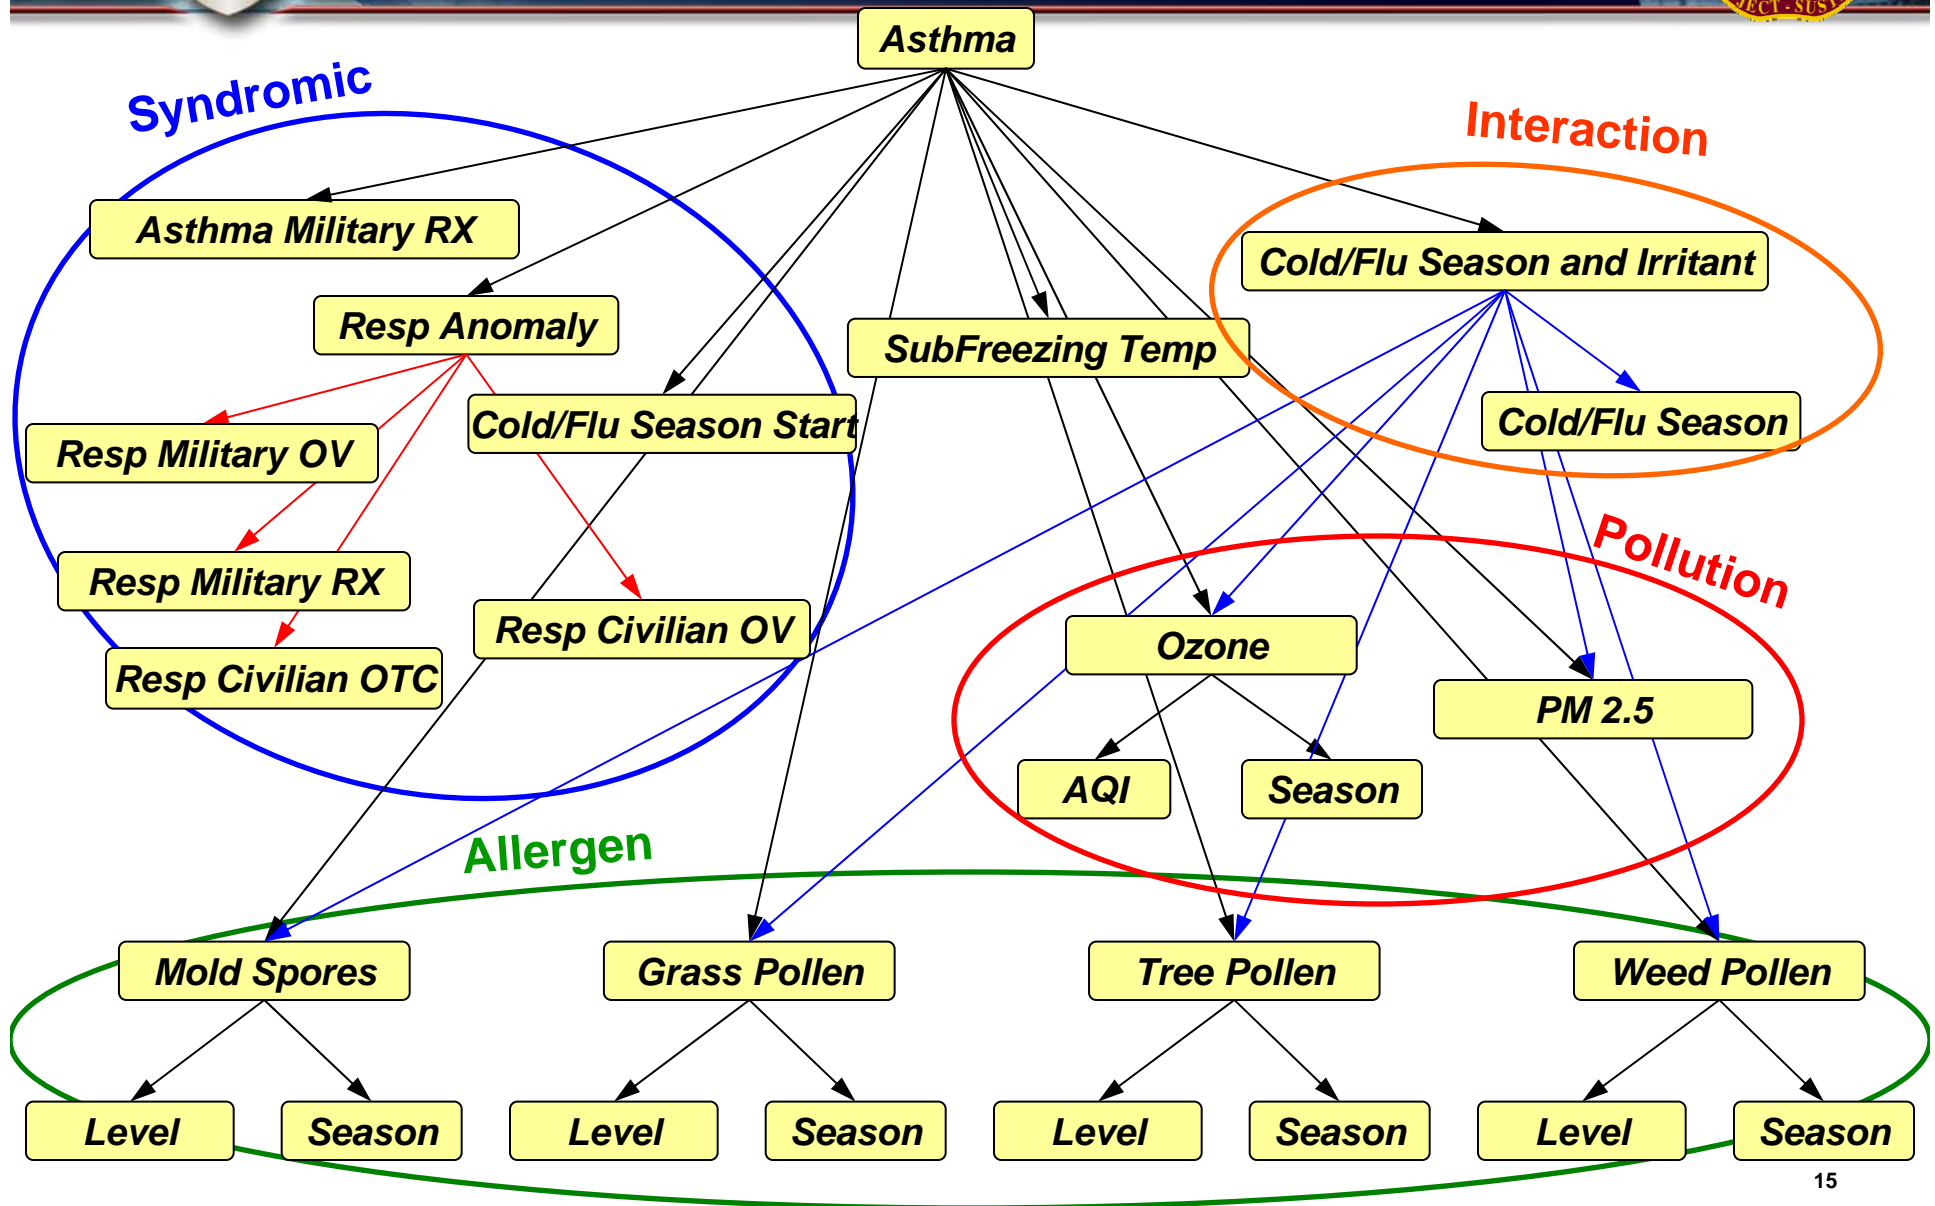 JECT - SUS
Asthma
Syndromic
Interaction
Asthma Military RX
Cold/Flu Season and Irritant
Resp Anomaly
SubFreezing Temp
Cold/Flu Season Start
Cold/Flu Season
Resp Military OV
Pollution
Resp Military RX
Resp Civilian OV
Ozone
Resp Civilian OTC
PM 2.5
AQI
Season
Allergen
Mold Spores
Grass Pollen
Tree Pollen
Weed Pollen
Level
Season
Level
Season
Level
Season
Level
Season
15